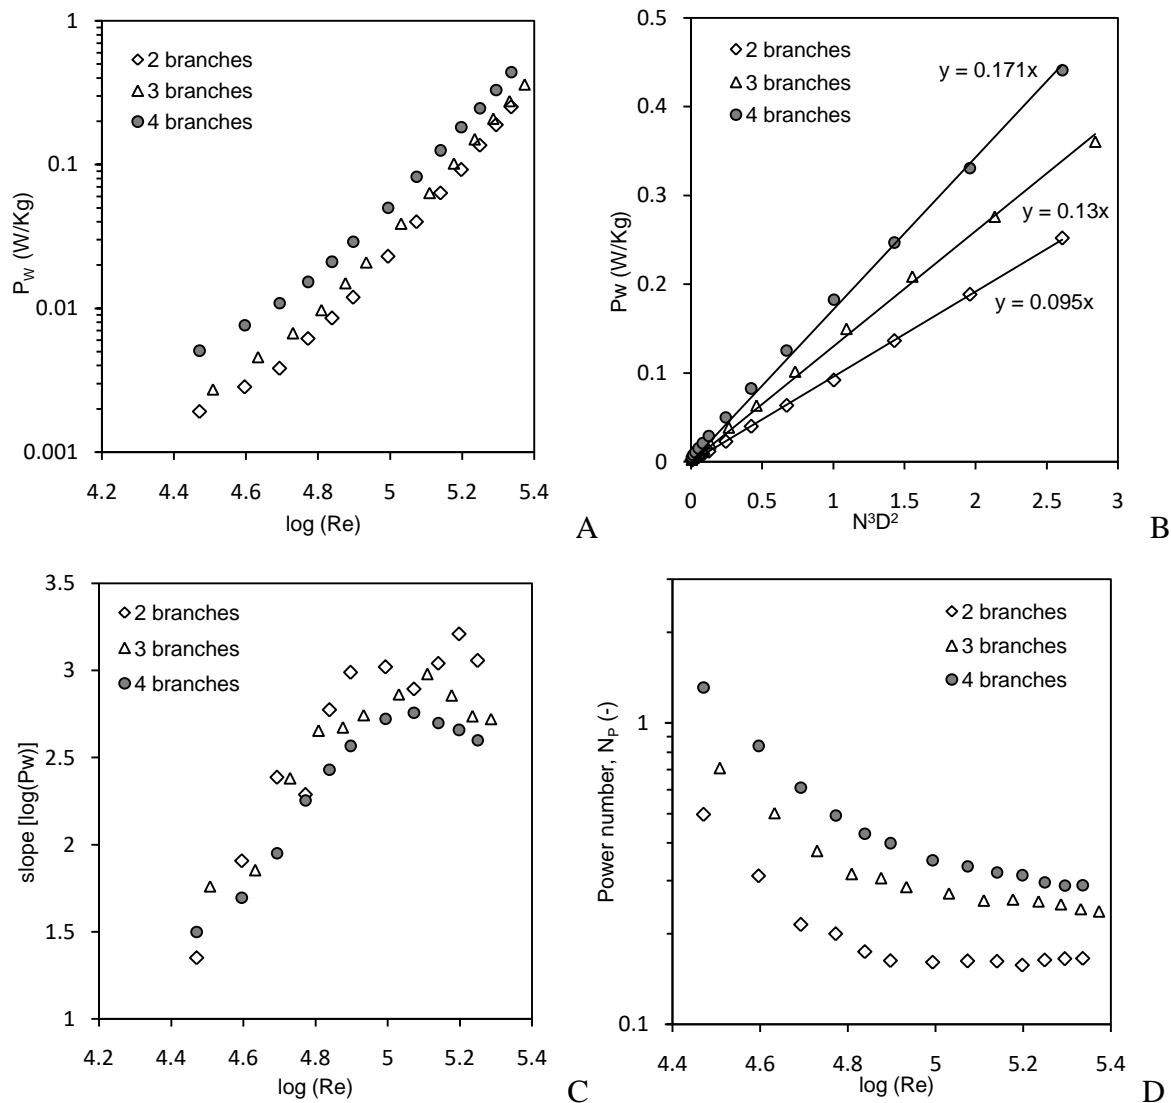 1
0.1
0.01
0.001
P_W (W/Kg)
2 branches
3 branches
4 branches
4.2 4.4 4.6 4.8 5 5.2 5.4
log (Re)
A
0.5
0.4
0.3
0.2
0.1
0
Pw (W/Kg)
2 branches
3 branches
4 branches
y = 0.171x
y = 0.13x
y = 0.095x
0 0.5 1 1.5 2 2.5 3
N³D²
B
3.5
3
2.5
2
1.5
1
slope [log(Pw)]
2 branches
3 branches
4 branches
4.2 4.4 4.6 4.8 5 5.2 5.4
log (Re)
C
1
0.1
Power number, N_P (-)
2 branches
3 branches
4 branches
4.4 4.6 4.8 5 5.2 5.4
log (Re)
D